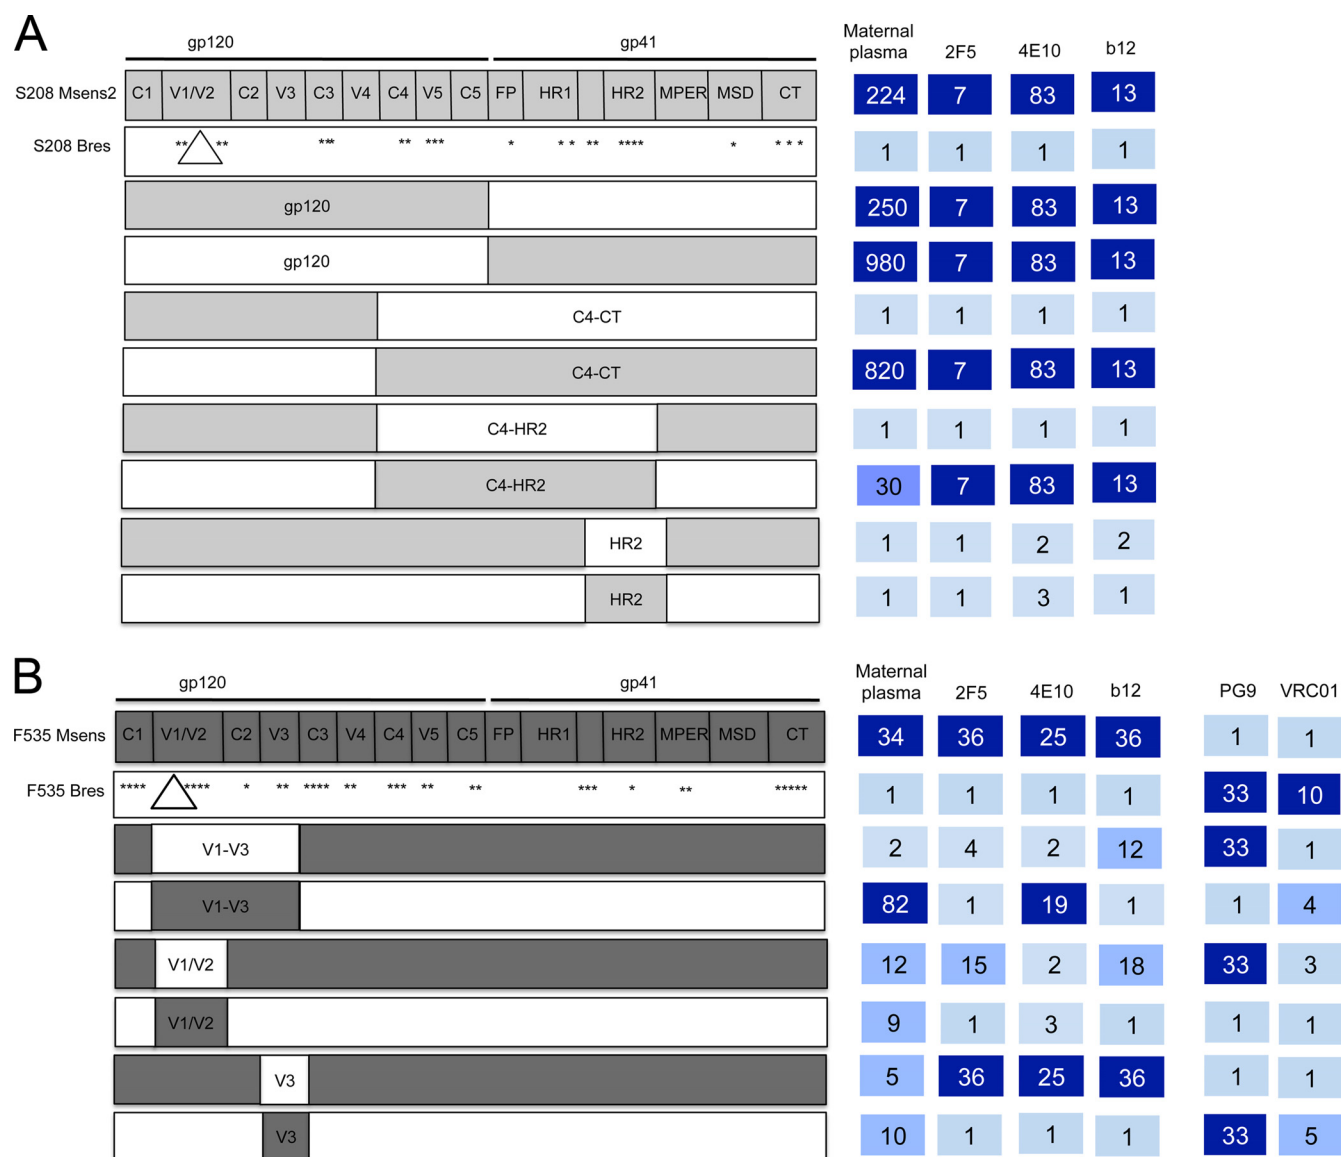 A
gp120 gp41 Maternal plasma 2F5 4E10 b12
S208 Msens2 C1 V1/V2 C2 V3 C3 V4 C4 V5 C5 FP HR1 HR2 MPER MSD CT 224 7 83 13
S208 Bres ** ** *** ** *** * * * ** **** * * * * 1 1 1 1
gp120 250 7 83 13
gp120 980 7 83 13
C4-CT 1 1 1 1
C4-CT 820 7 83 13
C4-HR2 1 1 1 1
C4-HR2 30 7 83 13
HR2 1 1 2 2
HR2 1 1 3 1
B
gp120 gp41 Maternal plasma 2F5 4E10 b12 PG9 VRC01
F535 Msens C1 V1/V2 C2 V3 C3 V4 C4 V5 C5 FP HR1 HR2 MPER MSD CT 34 36 25 36 1 1
F535 Bres **** **** * ** **** ** *** ** ** *** * ** ***** 1 1 1 1 33 10
V1-V3 2 4 2 12 33 1
V1-V3 82 1 19 1 1 4
V1/V2 12 15 2 18 33 3
V1/V2 9 1 3 1 1 1
V3 5 36 25 36 1 1
V3 10 1 1 1 33 5